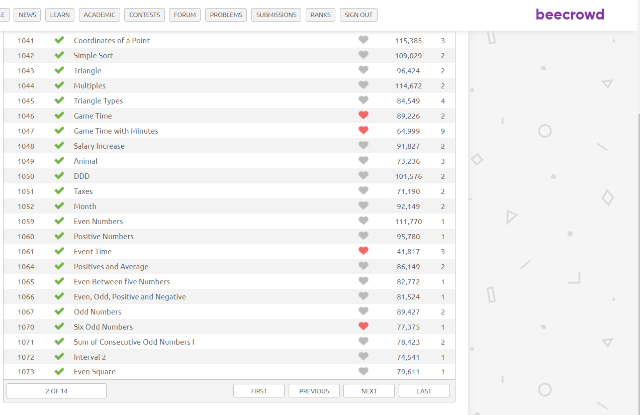 LE NEWS LEARN ACADEMIC CONTESTS FORUM PROBLEMS SUBMISSIONS RANKS SIGN OUT beecrowd
1041 Coordinates of a Point 115,385 3
1042 Simple Sort 109,029 2
1043 Triangle 96,424 2
1044 Multiples 114,672 2
1045 Triangle Types 84,549 4
1046 Game Time 89,226 2
1047 Game Time with Minutes 64,999 9
1048 Salary Increase 91,827 2
1049 Animal 73,236 3
1050 DDD 101,576 2
1051 Taxes 71,190 2
1052 Month 92,149 2
1059 Even Numbers 111,770 1
1060 Positive Numbers 95,780 1
1061 Event Time 41,817 3
1064 Positives and Average 86,149 2
1065 Even Between five Numbers 82,772 1
1066 Even, Odd, Positive and Negative 81,524 1
1067 Odd Numbers 89,427 2
1070 Six Odd Numbers 77,375 1
1071 Sum of Consecutive Odd Numbers I 78,423 2
1072 Interval 2 74,541 1
1073 Even Square 79,611 1
2 OF 14 FIRST PREVIOUS NEXT LAST